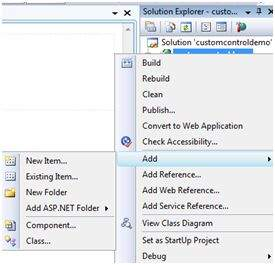 Solution Explorer - custo...
Solution 'customcontroldemo'
Build
Rebuild
Clean
Publish...
Convert to Web Application
Check Accessibility...
Add
Add Reference...
Add Web Reference...
Add Service Reference...
View Class Diagram
Set as StartUp Project
Debug
New Item...
Existing Item...
New Folder
Add ASP.NET Folder
Component...
Class...